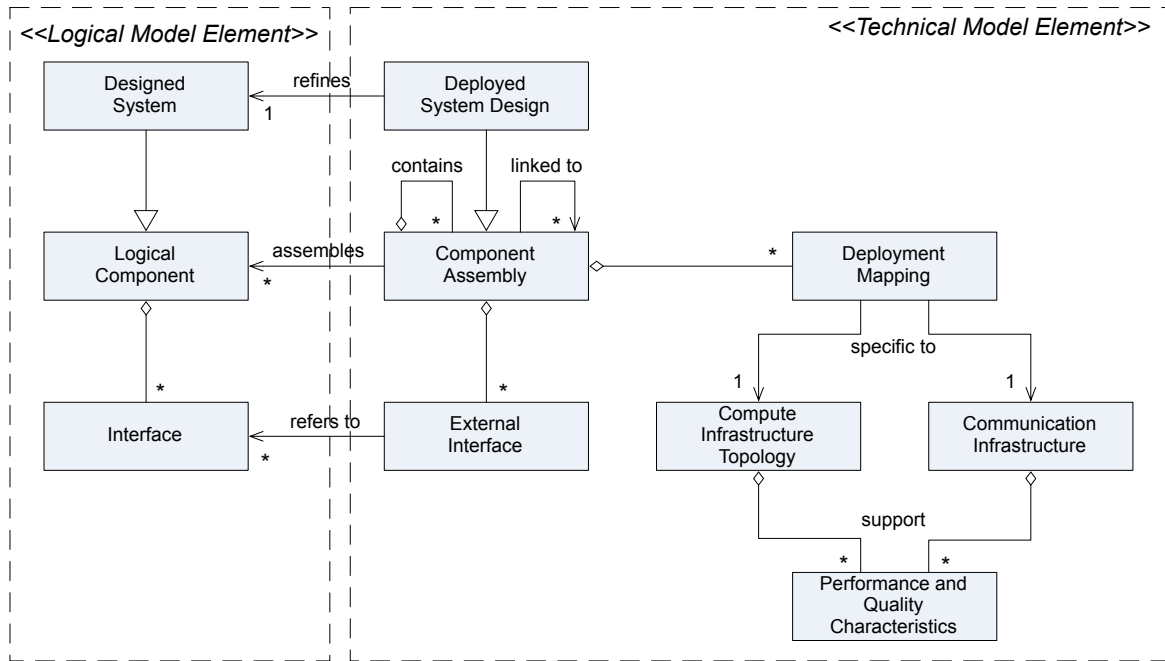 <<Logical Model Element>>
<<Technical Model Element>>
Designed
System
refines
1
Deployed
System Design
contains
*
linked to
*
Logical
Component
assembles
*
Component
Assembly
*
Deployment
Mapping
specific to
*
*
1
1
Interface
refers to
*
External
Interface
Compute
Infrastructure
Topology
Communication
Infrastructure
support
*
*
Performance and
Quality
Characteristics